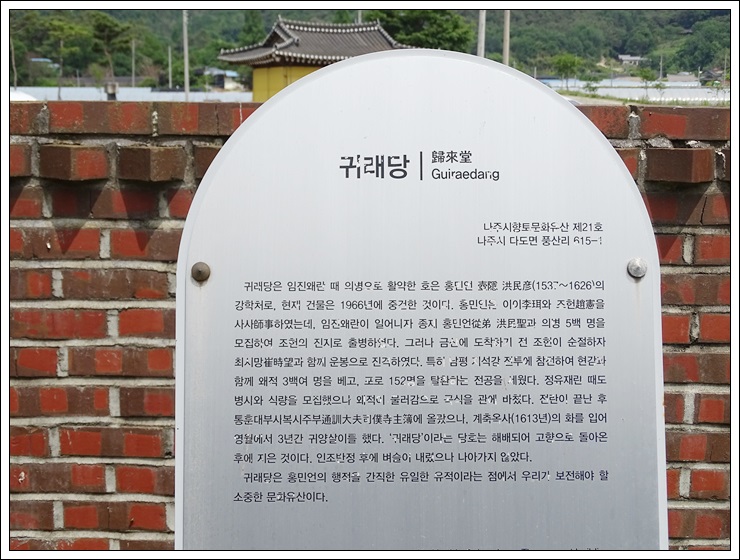 귀래당 歸來堂
Guiraedang
나주시향토문화유산 제21호
나주시 다도면 풍산리 615-1
귀래당은 임진왜란 때 의병으로 활약한 호은 홍민언 壺隱 洪民彦(1537~1626)의
강학처로, 현재 건물은 1966년에 중건한 것이다. 홍민언은 이이李珥와 조헌趙憲을
사사師事하였는데, 임진왜란이 일어나자 종제 홍민성從弟 洪民聖과 의병 5백 명을
모집하여 조헌의 진지로 출병하였다. 그러나 금산에 도착하기 전 조헌이 순절하자
최시망崔時望과 함께 운봉으로 진격하였다. 특히 남평 지석강 전투에 참전하여
함께 왜적 3백여 명을 베고, 포로 152명을 탈환하는 전공을 세웠다. 정유재란 때도
병사와 식량을 모집했으나 왜적이 물러감으로 군식을 관에 바쳤다. 전란이 끝난 후
통훈대부사복시주부通訓大夫司僕寺主簿에 올랐으나, 계축옥사(1613년)의 화를 입어
영월에서 3년간 귀양살이를 했다. '귀래당'이라는 당호는 해배되어 고향으로 돌아온
후에 지은 것이다. 인조반정 후에 벼슬이 내렸으나 나아가지 않았다.
귀래당은 홍민언의 행적을 간직한 유일한 유적이라는 점에서 우리가 보전해야 할
소중한 문화유산이다.